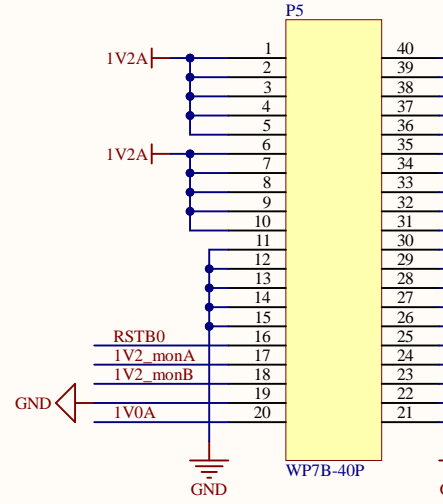 P5
1V2A
1 40
2 39
3 38
4 37
5 36
1V2A
6 35
7 34
8 33
9 32
10 31
11 30
12 29
13 28
14 27
15 26
RSTB0 16 25
1V2_monA 17 24
1V2_monB 18 23
GND 19 22
1V0A 20 21
WP7B-40P
GND